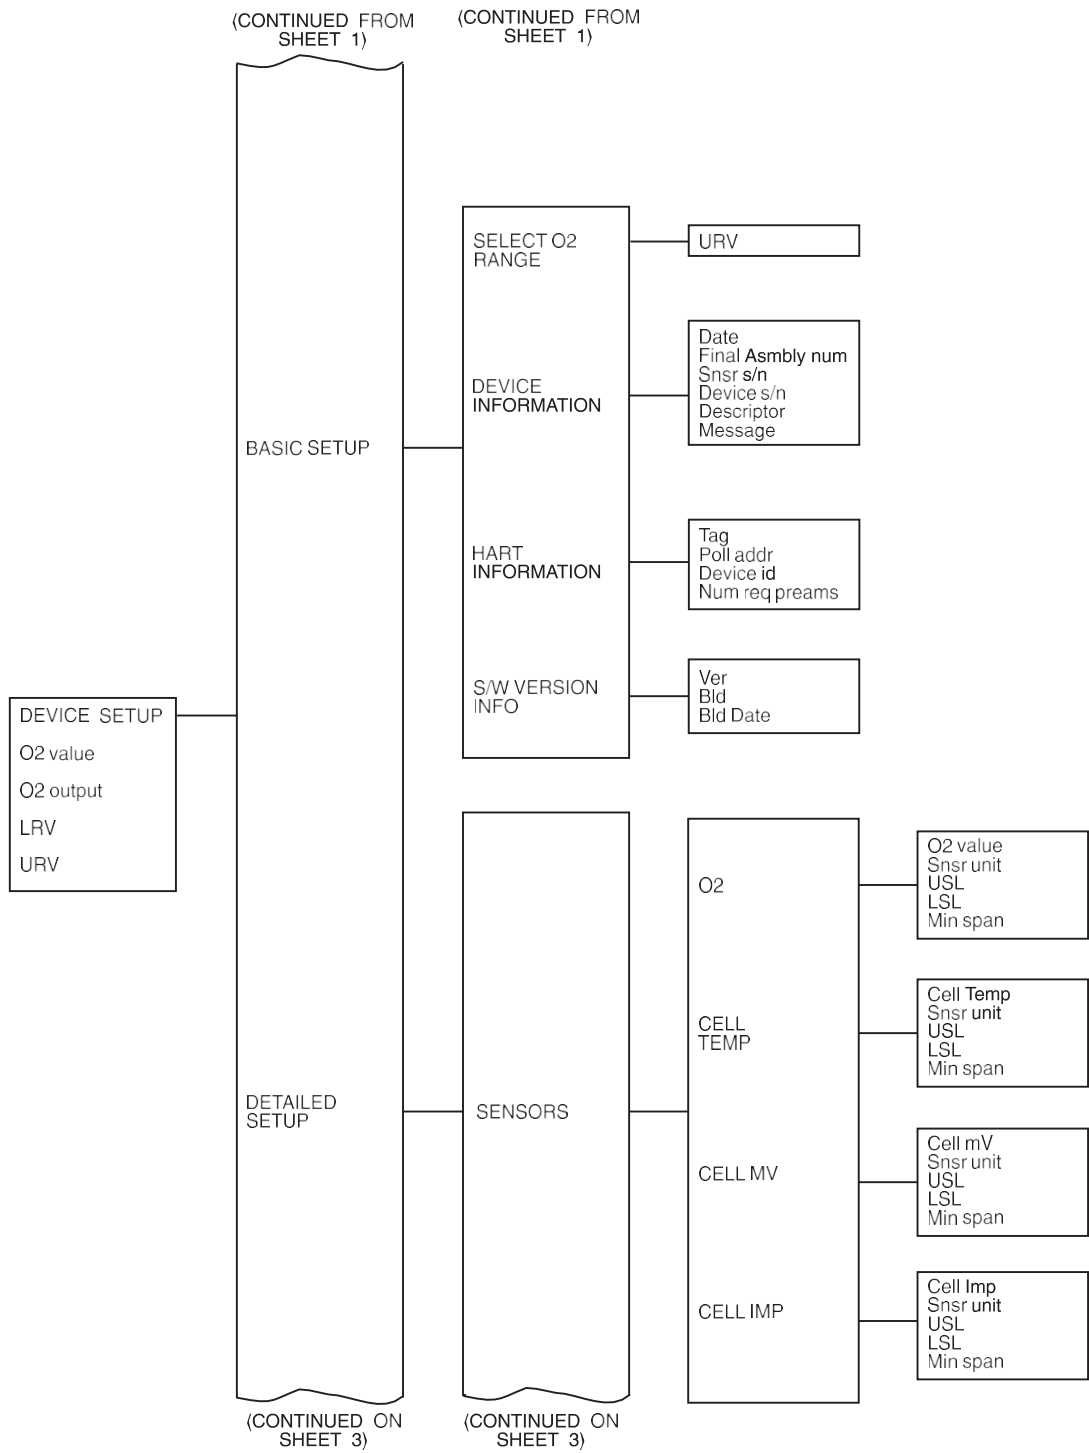 (CONTINUED FROM
SHEET 1)
(CONTINUED FROM
SHEET 1)
DEVICE SETUP
O2 value
O2 output
LRV
URV
BASIC SETUP
SELECT O2
RANGE
URV
DEVICE
INFORMATION
Date
Final Asmbly num
Snsr s/n
Device s/n
Descriptor
Message
HART
INFORMATION
Tag
Poll addr
Device id
Num req preams
S/W VERSION
INFO
Ver
Bld
Bld Date
DETAILED
SETUP
SENSORS
O2
O2 value
Snsr unit
USL
LSL
Min span
CELL
TEMP
Cell Temp
Snsr unit
USL
LSL
Min span
CELL MV
Cell mV
Snsr unit
USL
LSL
Min span
CELL IMP
Cell Imp
Snsr unit
USL
LSL
Min span
(CONTINUED ON
SHEET 3)
(CONTINUED ON
SHEET 3)